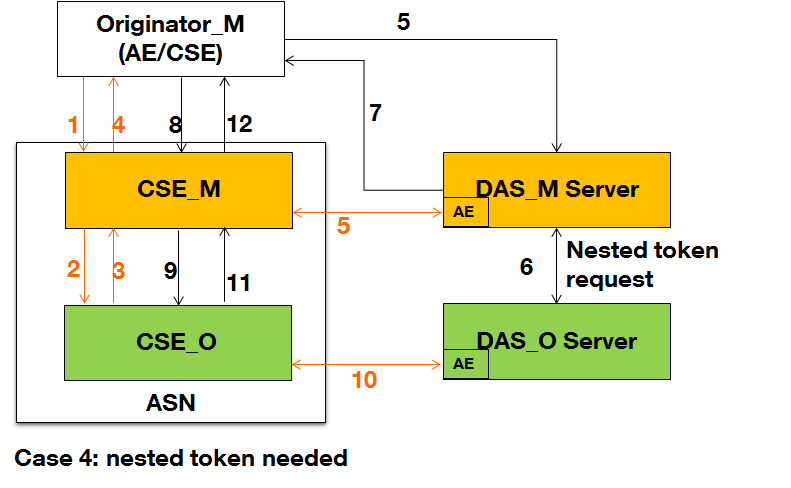 Originator_M
(AE/CSE)
5
1
4
8
12
7
CSE_M
DAS_M Server
AE
5
2
3
9
11
6
Nested token
request
CSE_O
DAS_O Server
AE
10
ASN
Case 4: nested token needed